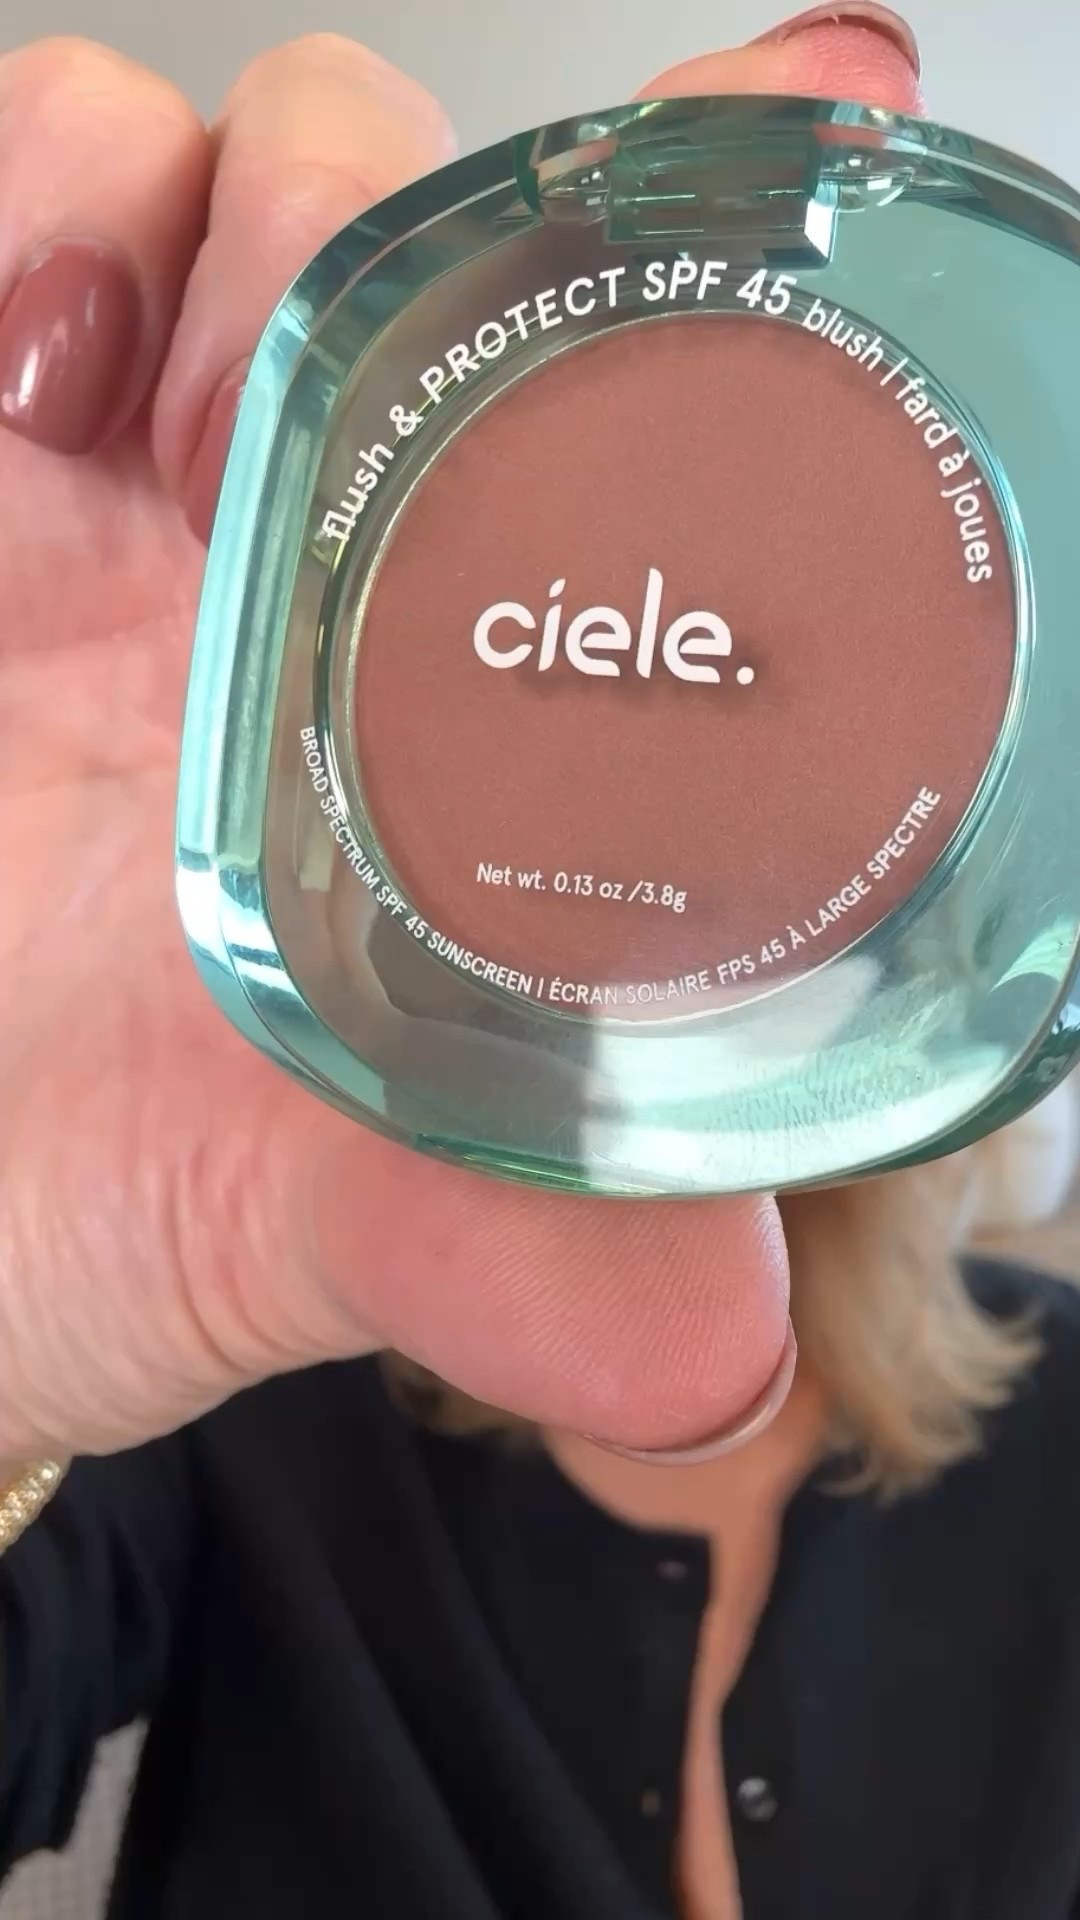 flush & PROTECT SPF 45 blush | fard à joues
ciele.
Net wt. 0.13 oz /3.8g
BROAD SPECTRUM SPF 45 SUNSCREEN | ÉCRAN SOLAIRE FPS 45 À LARGE SPECTRE